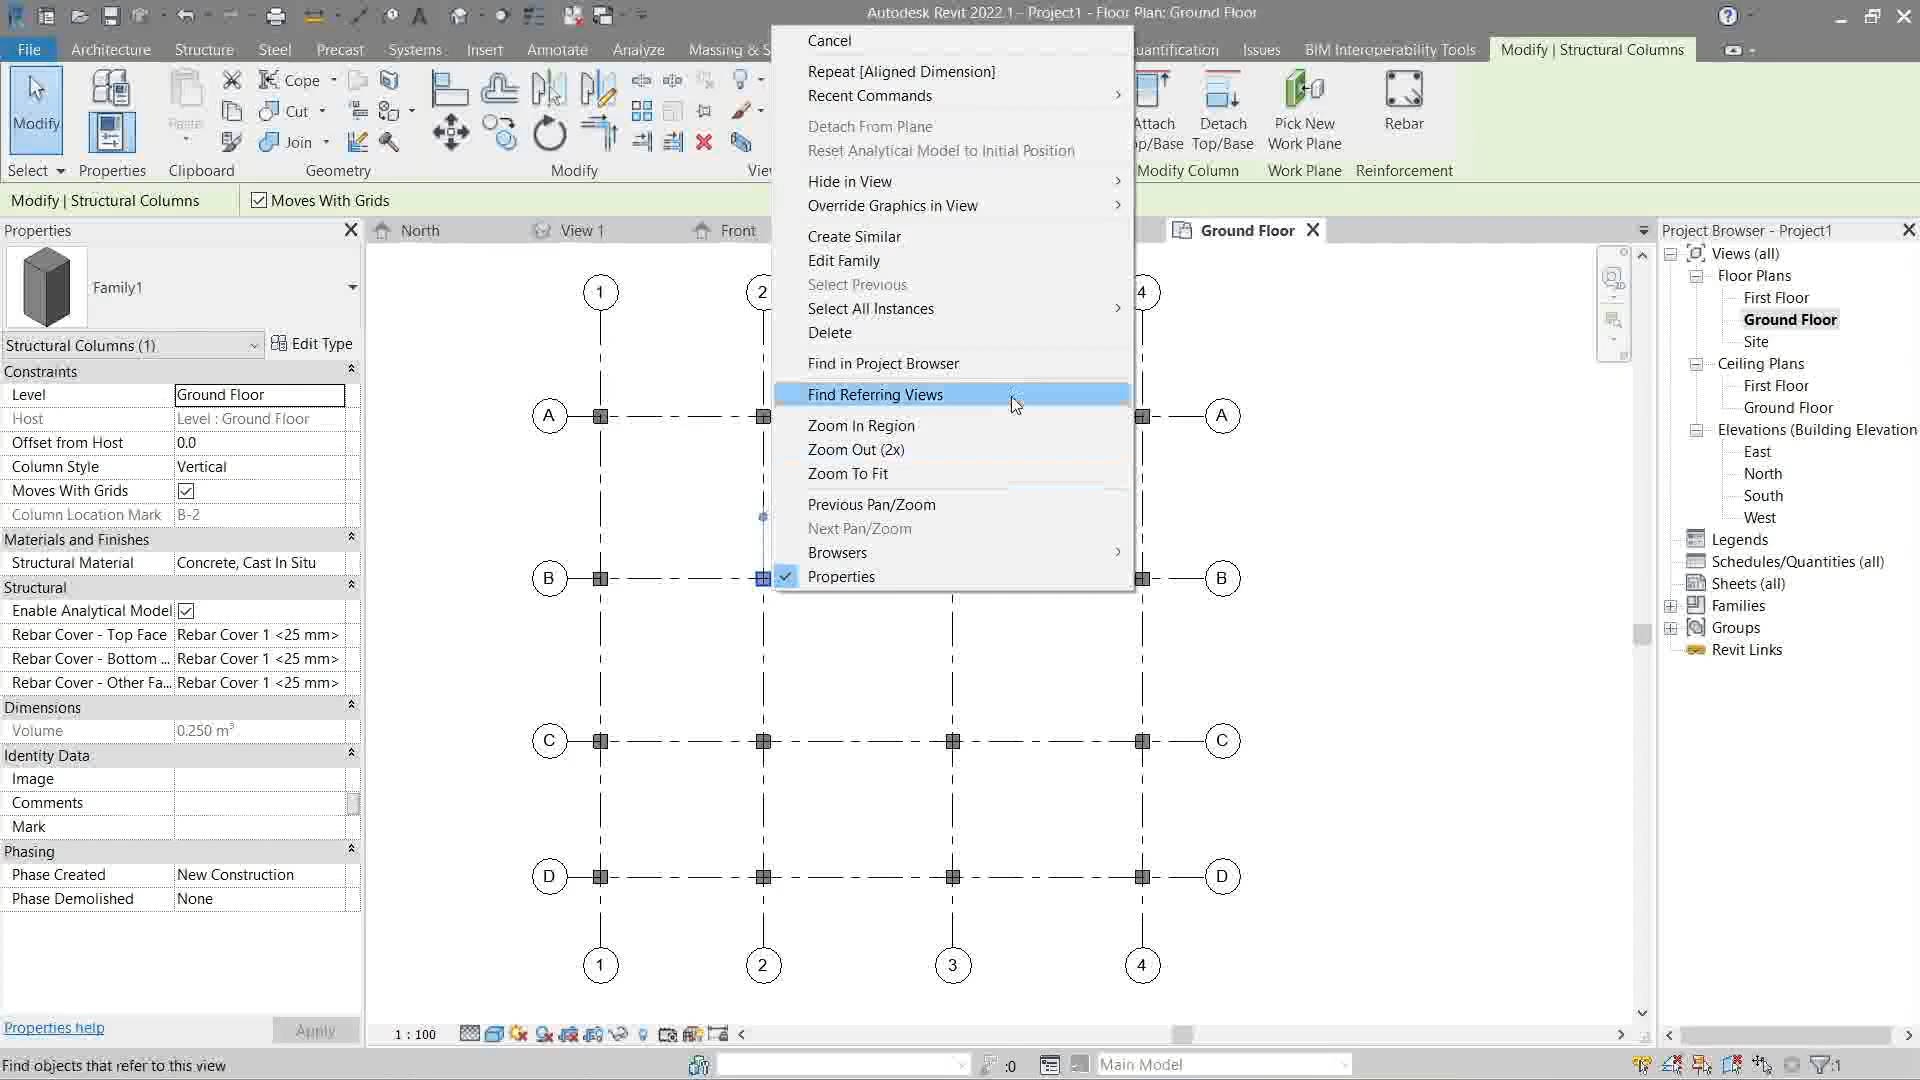 Autodesk Revit 2022.1 - Project1 - Floor Plan: Ground Floor
File Architecture Structure Steel Precast Systems Insert Annotate Analyze Massing & S uantification Issues BIM Interoperability Tools Modify | Structural Columns
Modify
Cope
Cut
Join
Paste
Attach
op/Base
Detach
Top/Base
Pick New
Work Plane
Rebar
Select Properties Clipboard Geometry Modify Modify Column Work Plane Reinforcement
Modify | Structural Columns
Moves With Grids
Properties
North
View 1
Front
Ground Floor
Family1
Structural Columns (1)
Edit Type
Constraints
Level Ground Floor
Host Level : Ground Floor
Offset from Host 0.0
Column Style Vertical
Moves With Grids
Column Location Mark B-2
Materials and Finishes
Structural Material Concrete, Cast In Situ
Structural
Enable Analytical Model
Rebar Cover - Top Face Rebar Cover 1 <25 mm>
Rebar Cover - Bottom ... Rebar Cover 1 <25 mm>
Rebar Cover - Other Fa... Rebar Cover 1 <25 mm>
Dimensions
Volume 0.250 m³
Identity Data
Image
Comments
Mark
Phasing
Phase Created New Construction
Phase Demolished None
Properties help
Apply
Cancel
Repeat [Aligned Dimension]
Recent Commands
Detach From Plane
Reset Analytical Model to Initial Position
Hide in View
Override Graphics in View
Create Similar
Edit Family
Select Previous
Select All Instances
Delete
Find in Project Browser
Find Referring Views
Zoom In Region
Zoom Out (2x)
Zoom To Fit
Previous Pan/Zoom
Next Pan/Zoom
Browsers
Properties
1 2 4
A A
B B
C C
D D
1 2 3 4
Project Browser - Project1
Views (all)
Floor Plans
First Floor
Ground Floor
Site
Ceiling Plans
First Floor
Ground Floor
Elevations (Building Elevation
East
North
South
West
Legends
Schedules/Quantities (all)
Sheets (all)
Families
Groups
Revit Links
1 : 100
Find objects that refer to this view
:0
Main Model
:1